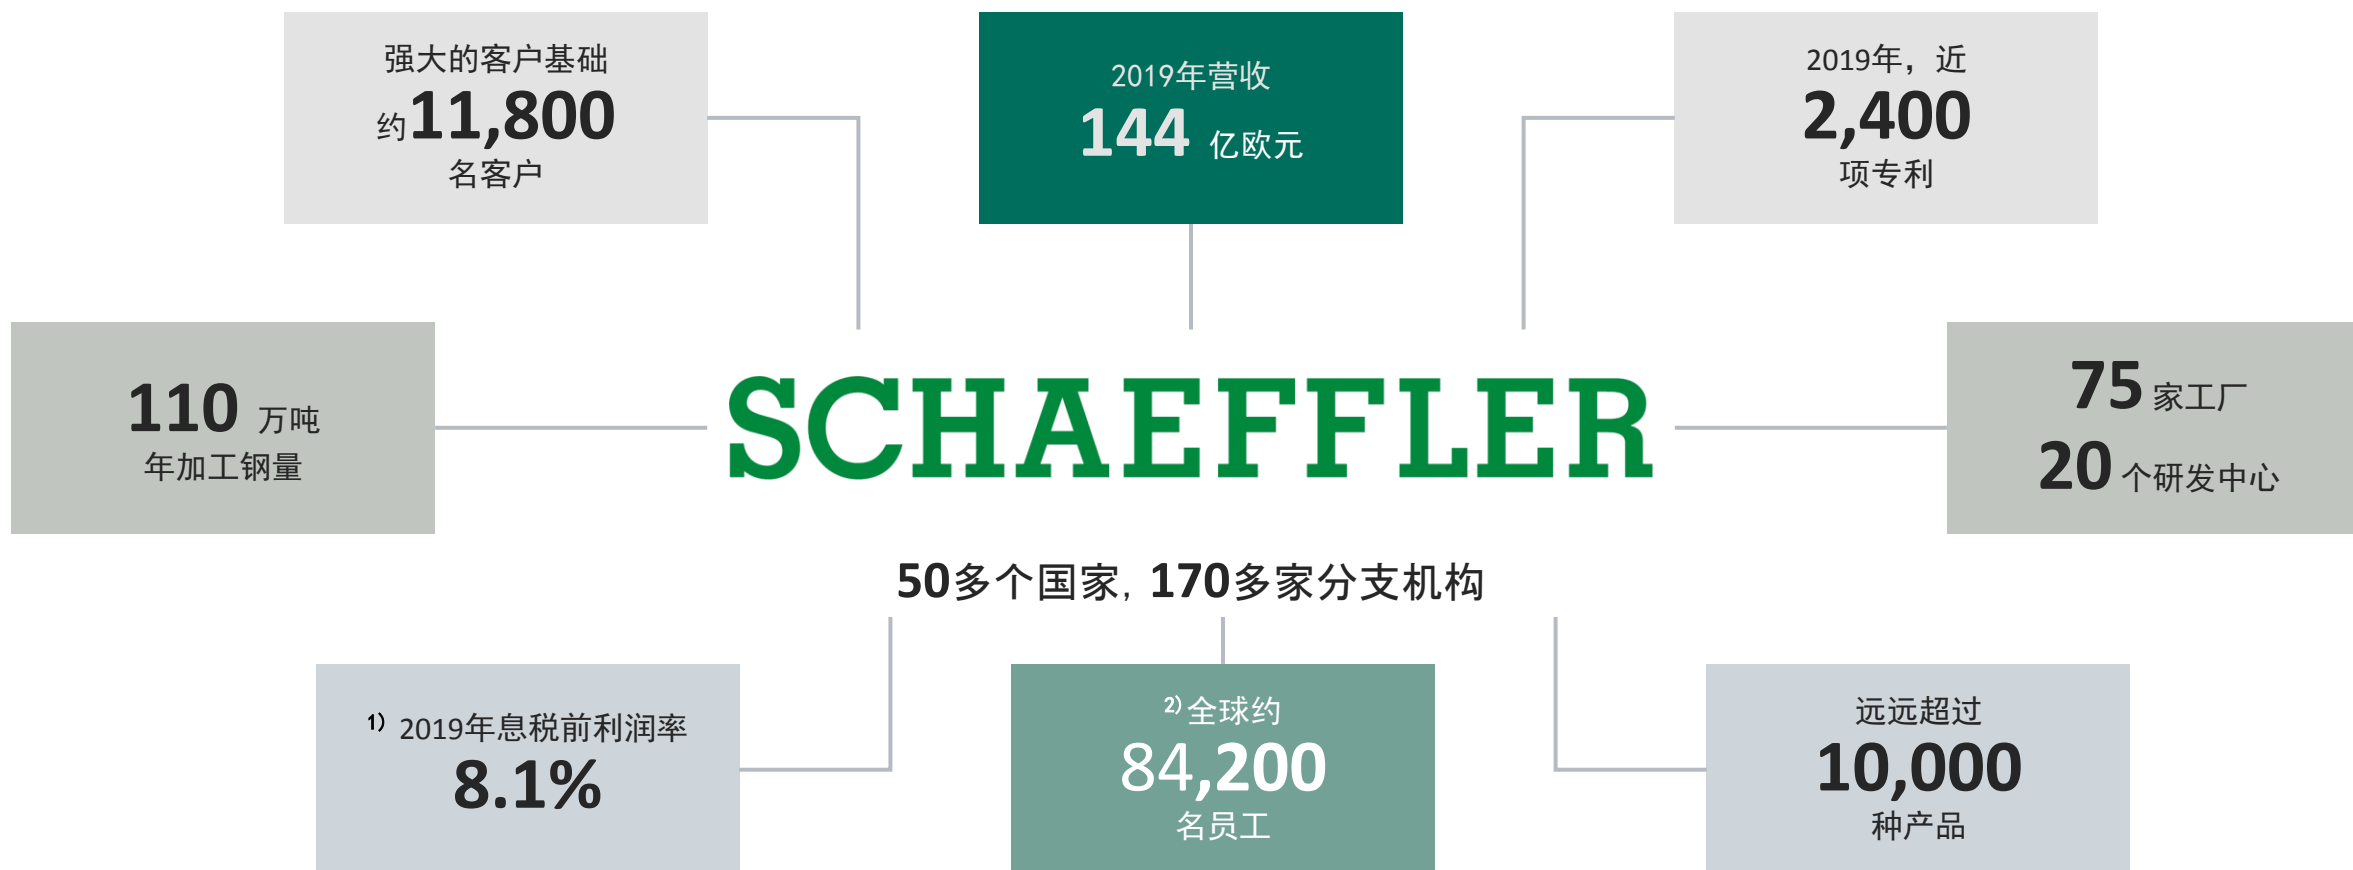 强大的客户基础
约11,800
名客户
2019年营收
144 亿欧元
2019年，近
2,400
项专利
110 万吨
年加工钢量
SCHAEFFLER
75 家工厂
20 个研发中心
50多个国家, 170多家分支机构
1) 2019年息税前利润率
8.1%
2) 全球约
84,200
名员工
远远超过
10,000
种产品